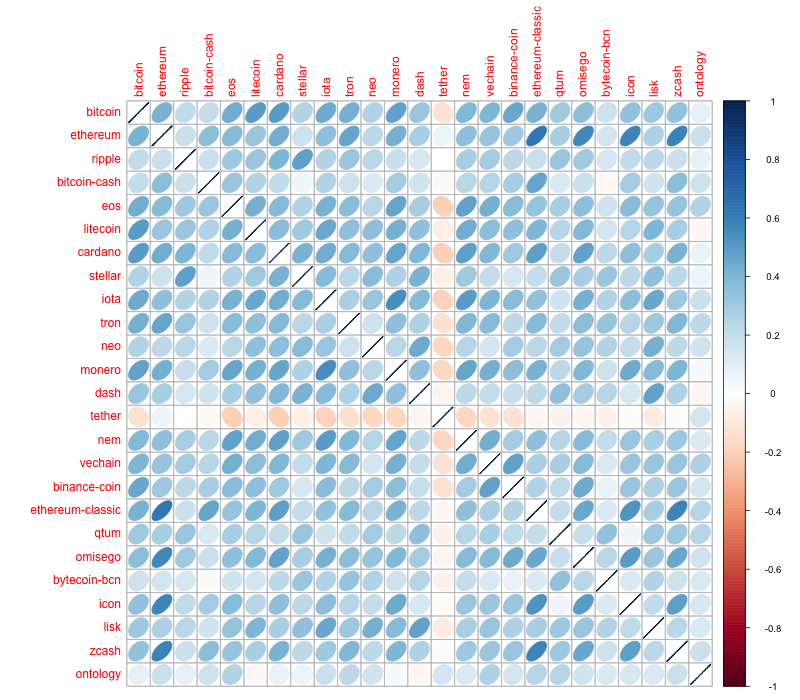 bitcoin
ethereum
ripple
bitcoin-cash
eos
litecoin
cardano
stellar
iota
tron
neo
monero
dash
tether
nem
vechain
binance-coin
ethereum-classic
qtum
omisego
bytecoin-bcn
icon
lisk
zcash
ontology
bitcoin
ethereum
ripple
bitcoin-cash
eos
litecoin
cardano
stellar
iota
tron
neo
monero
dash
tether
nem
vechain
binance-coin
ethereum-classic
qtum
omisego
bytecoin-bcn
icon
lisk
zcash
ontology
1
0.8
0.6
0.4
0.2
0
-0.2
-0.4
-0.6
-0.8
-1